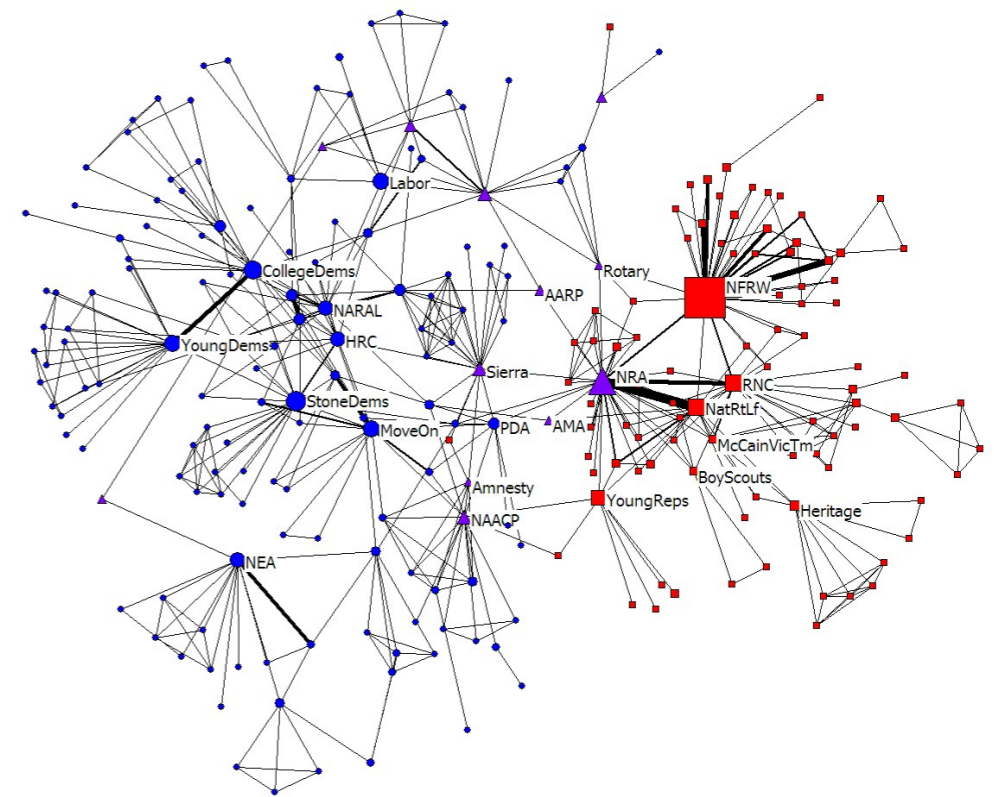 Labor
CollegeDems
Rotary
NFRW
AARP
NARAL
YoungDems
HRC
Sierra
NRA
RNC
StoneDems
NatRtLf
MoveOn
PDA
AMA
McCainVicTm
BoyScouts
Amnesty
YoungReps
Heritage
NAACP
NEA